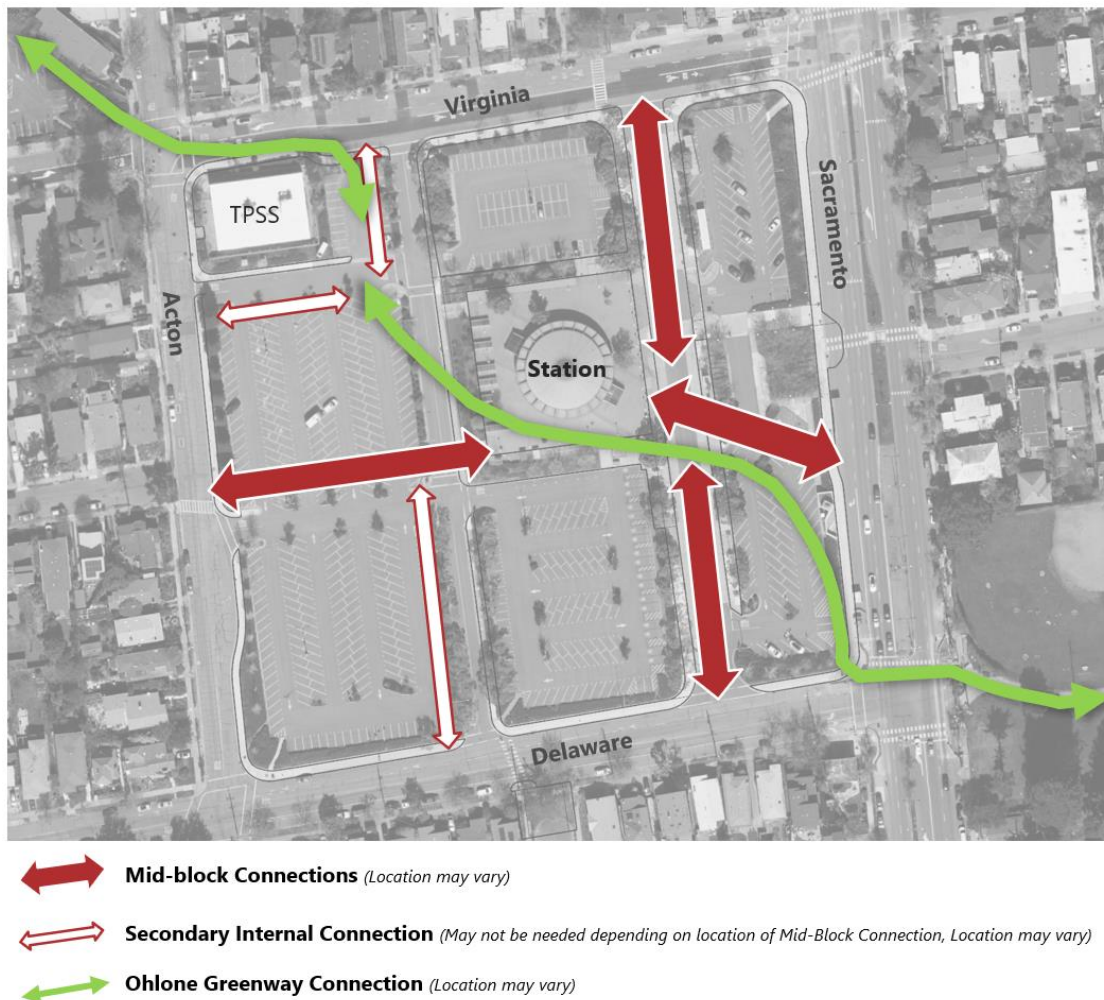 Virginia
Sacramento
TPSS
Acton
Station
Delaware
Mid-block Connections (Location may vary)
Secondary Internal Connection (May not be needed depending on location of Mid-Block Connection, Location may vary)
Ohlone Greenway Connection (Location may vary)